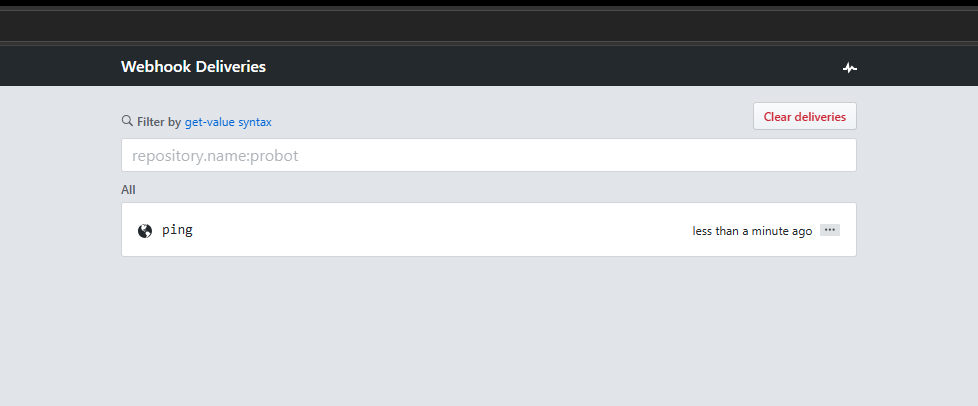 Webhook Deliveries
Filter by get-value syntax
Clear deliveries
repository.name:probot
All
ping
less than a minute ago